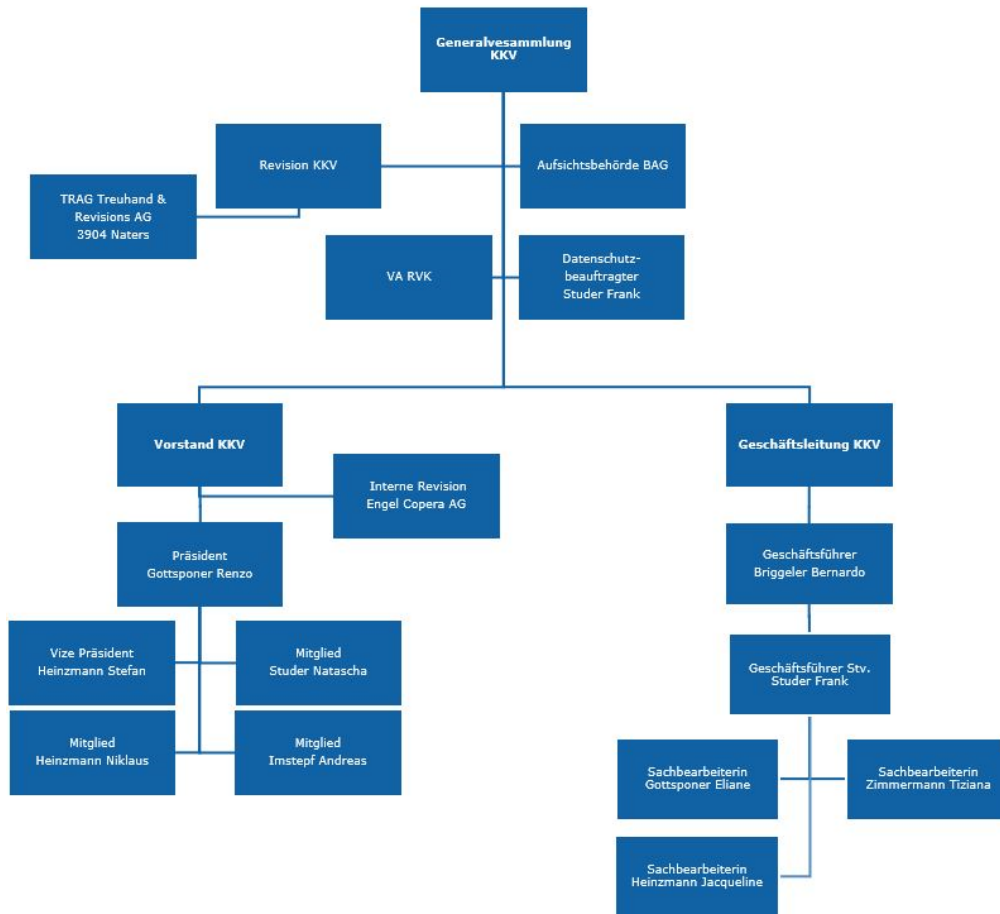 Generalvesammlung
KKV
Revision KKV
Aufsichtsbehörde BAG
TRAG Treuhand &
Revisions AG
3904 Naters
VA RVK
Datenschutz-
beauftragter
Studer Frank
Vorstand KKV
Geschäftsleitung KKV
Interne Revision
Engel Copera AG
Präsident
Gottsponer Renzo
Geschäftsführer
Briggeler Bernardo
Vize Präsident
Heinzmann Stefan
Mitglied
Studer Natascha
Geschäftsführer Stv.
Studer Frank
Mitglied
Heinzmann Niklaus
Mitglied
Imstepf Andreas
Sachbearbeiterin
Gottsponer Eliane
Sachbearbeiterin
Zimmermann Tiziana
Sachbearbeiterin
Heinzmann Jacqueline